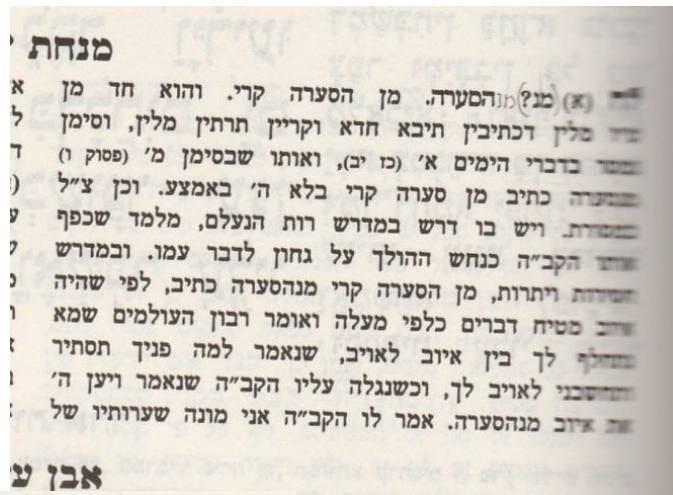 מנחת
(א) (מנ?)מנהסערה, מן הסערה קרי. והוא חד מן
מלין דכתיבין תיבא חדא וקריין תרתין מלין, וסימן
בדברי הימים א׳ (כז יב), ואותו שבסימן מ׳ (פסוק ו)
מנסערה כתיב מן סערה קרי בלא ה׳ באמצע. וכן צ״ל
במסורת. ויש בו דרש במדרש רות הנעלם, מלמד שכפף
אותו הקב״ה כנחש ההולך על גחון לדבר עמו. ובמדרש
חסירות ויתרות, מן הסערה קרי מנהסערה כתיב, לפי שהיה
איוב מטיח דברים כלפי מעלה ואומר רבון העולמים שמא
נתחלף לך בין איוב לאויב, שנאמר למה פניך תסתיר
ותחשבני לאויב לך, וכשנגלה עליו הקב״ה שנאמר ויען ה׳
את איוב מנהסערה. אמר לו הקב״ה אני מונה שערותיו של
אבן